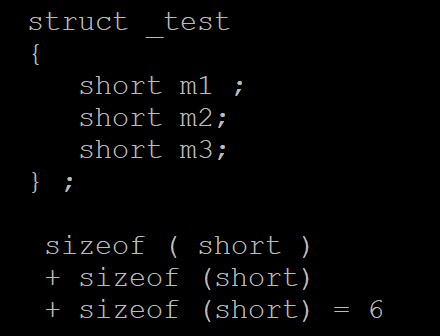 struct _test
{
short m1 ;
short m2;
short m3;
} ;
sizeof ( short )
+ sizeof (short)
+ sizeof (short) = 6